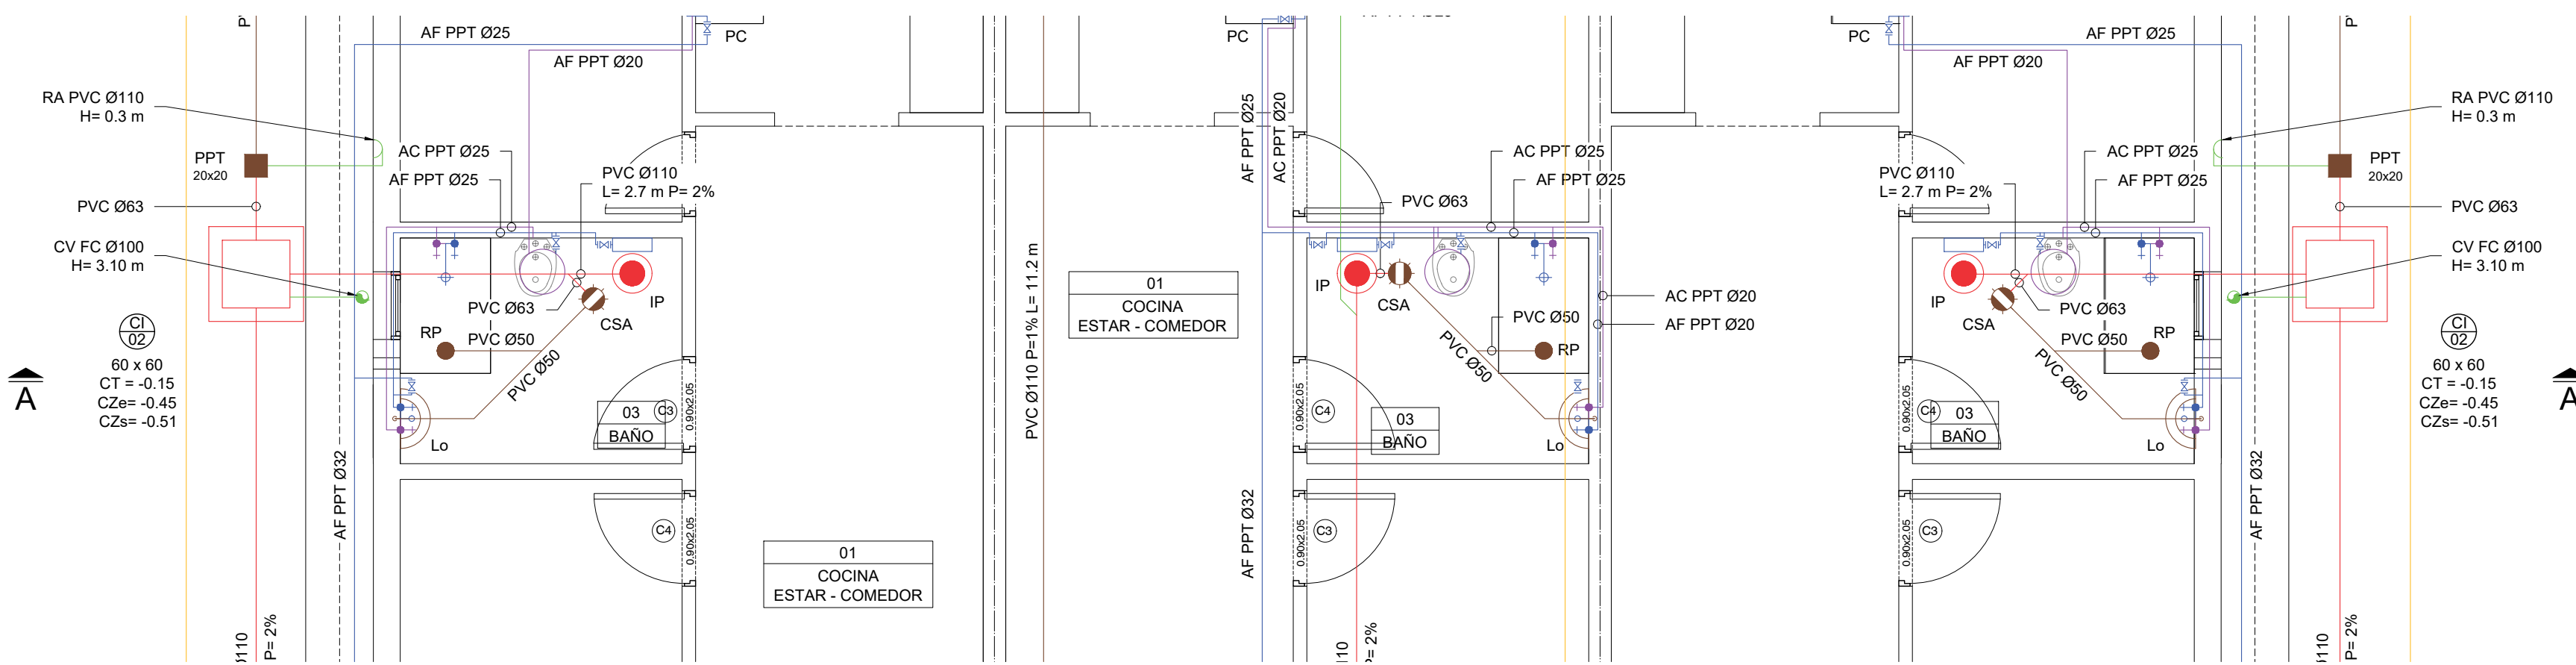 AF PPT Ø25
AF PPT Ø20
PC
RA PVC Ø110
H= 0.3 m
PPT
20x20
PVC Ø63
CV FC Ø100
H= 3.10 m
CI
02
60 x 60
CT = -0.15
CZe= -0.45
CZs= -0.51
A
AF PPT Ø32
Ø110
P= 2%
AC PPT Ø25
AF PPT Ø25
PVC Ø110
L= 2.7 m P= 2%
PVC Ø63
IP
CSA
RP
PVC Ø50
PVC Ø50
Lo
03
BAÑO
C3
0.90x2.05
C4
0.90x2.05
01
COCINA
ESTAR - COMEDOR
PVC Ø110 P=1% L= 11.2 m
01
COCINA
ESTAR - COMEDOR
PC
AF PPT Ø25
AC PPT Ø20
AF PPT Ø32
AC PPT Ø25
AF PPT Ø25
PVC Ø63
IP
CSA
PVC Ø50
RP
PVC Ø50
Lo
AC PPT Ø20
AF PPT Ø20
C4
0.90x2.05
03
BAÑO
C3
0.90x2.05
110
P= 2%
PC
AF PPT Ø25
AF PPT Ø20
PVC Ø110
L= 2.7 m P= 2%
AC PPT Ø25
AF PPT Ø25
IP
CSA
PVC Ø63
RP
PVC Ø50
PVC Ø50
Lo
C4
0.90x2.05
03
BAÑO
C3
0.90x2.05
AF PPT Ø32
RA PVC Ø110
H= 0.3 m
PPT
20x20
PVC Ø63
CV FC Ø100
H= 3.10 m
CI
02
60 x 60
CT = -0.15
CZe= -0.45
CZs= -0.51
A
Ø110
P= 2%